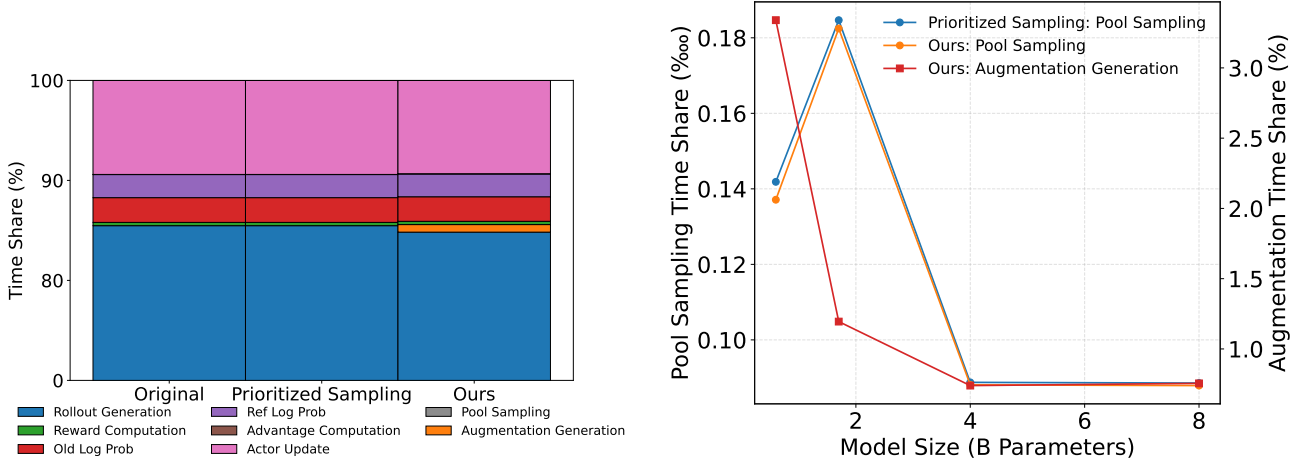 100
90
80
0
Time Share (%)
Original
Prioritized Sampling
Ours
Rollout Generation
Reward Computation
Old Log Prob
Ref Log Prob
Advantage Computation
Actor Update
Pool Sampling
Augmentation Generation
Prioritized Sampling: Pool Sampling
Ours: Pool Sampling
Ours: Augmentation Generation
0.18
0.16
0.14
0.12
0.10
Pool Sampling Time Share (‱)
3.0
2.5
2.0
1.5
1.0
Augmentation Time Share (%)
2
4
6
8
Model Size (B Parameters)